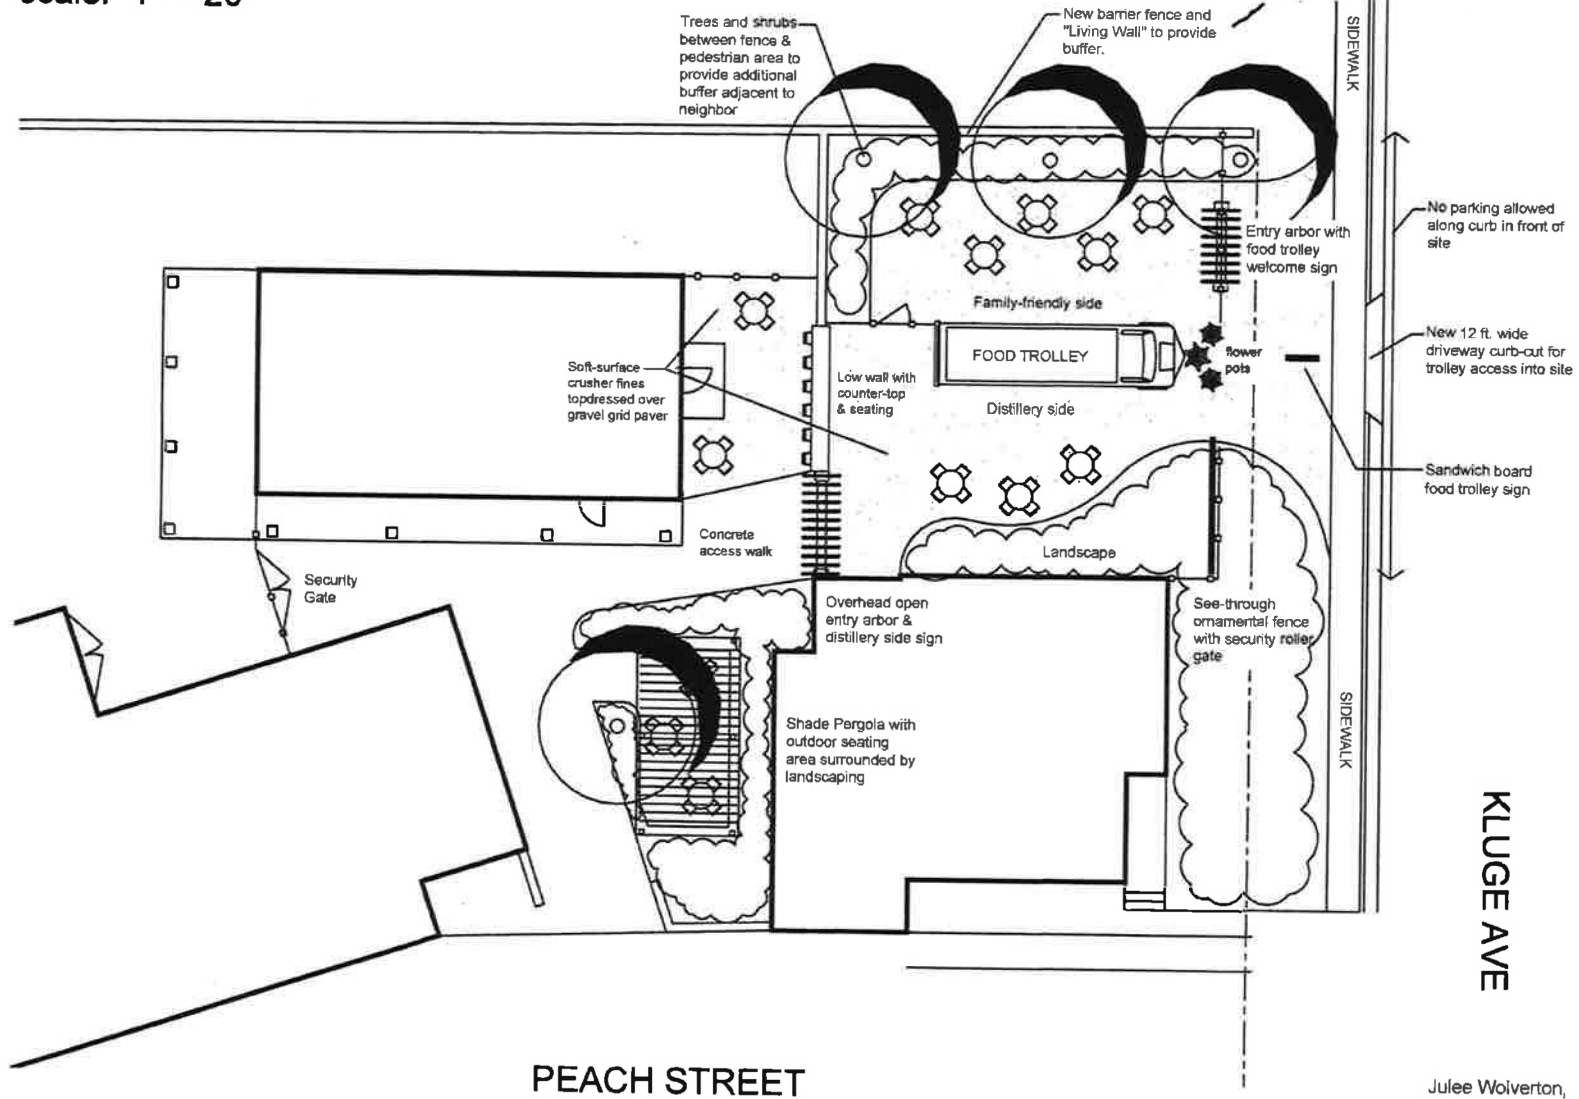 Trees and shrubs
between fence &
pedestrian area to
provide additional
buffer adjacent to
neighbor
New barrier fence and
"Living Wall" to provide
buffer.
SIDEWALK
No parking allowed
along curb in front of
site
Entry arbor with
food trolley
welcome sign
Family-friendly side
New 12 ft. wide
driveway curb-cut for
trolley access into site
FOOD TROLLEY
flower
pots
Soft-surface
crusher fines
topdressed over
gravel grid paver
Low wall with
counter-top
& seating
Distillery side
Sandwich board
food trolley sign
Concrete
access walk
Landscape
Security
Gate
Overhead open
entry arbor &
distillery side sign
See-through
ornamental fence
with security roller
gate
SIDEWALK
Shade Pergola with
outdoor seating
area surrounded by
landscaping
KLUGE AVE
PEACH STREET
Julee Wolverton,